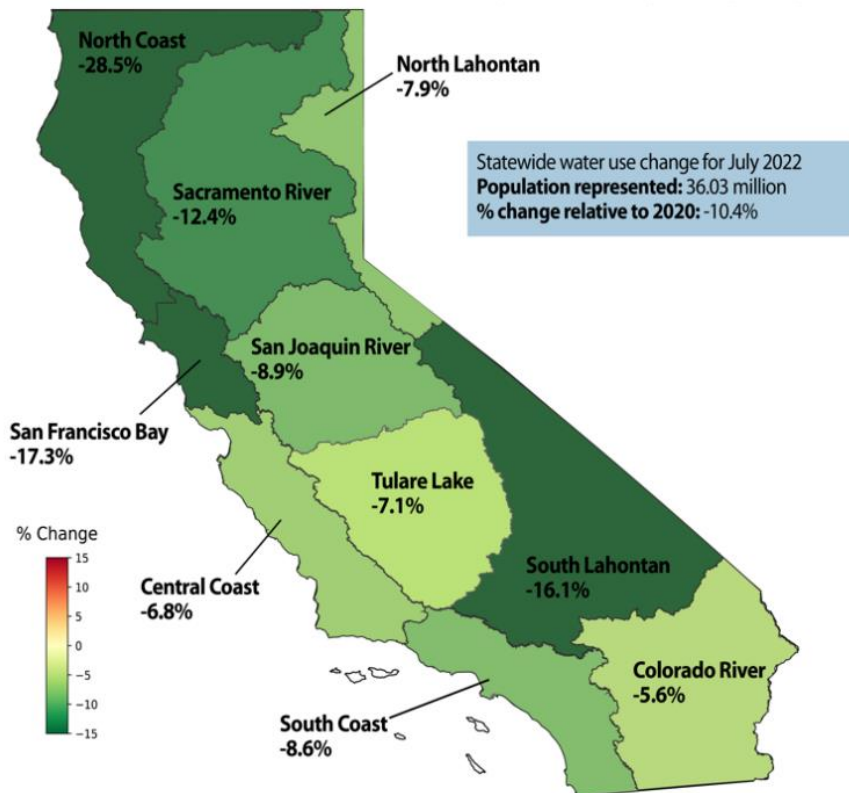 North Coast
-28.5%
North Lahontan
-7.9%
Statewide water use change for July 2022
Population represented: 36.03 million
% change relative to 2020: -10.4%
Sacramento River
-12.4%
San Joaquin River
-8.9%
San Francisco Bay
-17.3%
Tulare Lake
-7.1%
% Change
15
10
5
0
−5
−10
−15
Central Coast
-6.8%
South Lahontan
-16.1%
Colorado River
-5.6%
South Coast
-8.6%